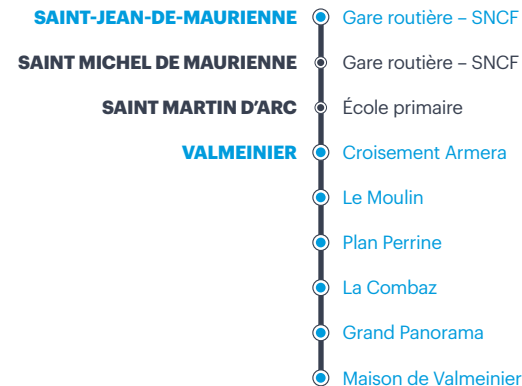 SAINT-JEAN-DE-MAURIENNE Gare routière – SNCF
SAINT MICHEL DE MAURIENNE Gare routière – SNCF
SAINT MARTIN D'ARC École primaire
VALMEINIER Croisement Armera
Le Moulin
Plan Perrine
La Combaz
Grand Panorama
Maison de Valmeinier